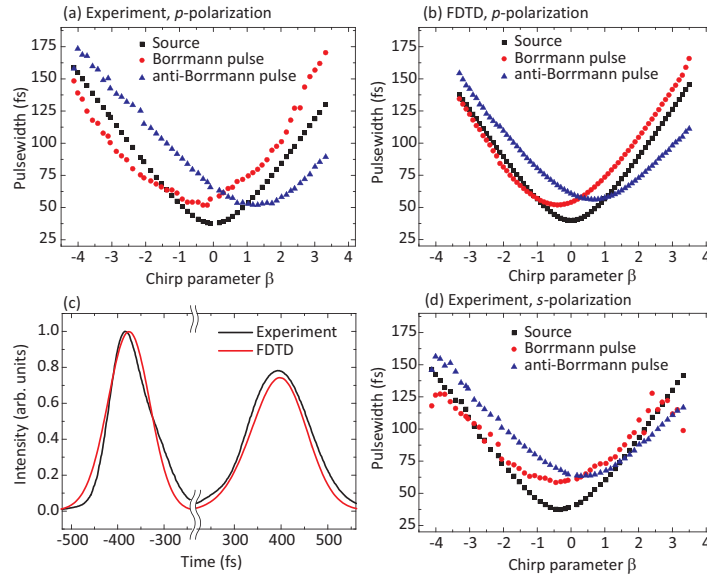 (a) Experiment, p-polarization
Source
Borrmann pulse
anti-Borrmann pulse
Pulsewidth (fs)
175
150
125
100
75
50
25
-4 -3 -2 -1 0 1 2 3 4
Chirp parameter β
(b) FDTD, p-polarization
Source
Borrmann pulse
anti-Borrmann pulse
Pulsewidth (fs)
175
150
125
100
75
50
25
-4 -3 -2 -1 0 1 2 3 4
Chirp parameter β
(c)
Experiment
FDTD
Intensity (arb. units)
1.0
0.8
0.6
0.4
0.2
0.0
-500 -400 -300 300 400 500
Time (fs)
(d) Experiment, s-polarization
Source
Borrmann pulse
anti-Borrmann pulse
Pulsewidth (fs)
175
150
125
100
75
50
25
-4 -3 -2 -1 0 1 2 3 4
Chirp parameter β